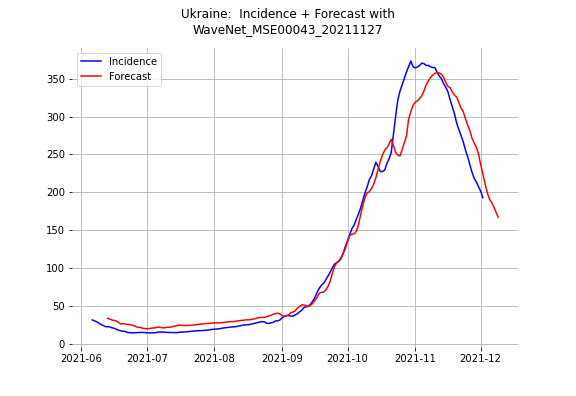 Ukraine:  Incidence + Forecast with
WaveNet_MSE00043_20211127
Incidence
Forecast
350
300
250
200
150
100
50
0
2021-06 2021-07 2021-08 2021-09 2021-10 2021-11 2021-12